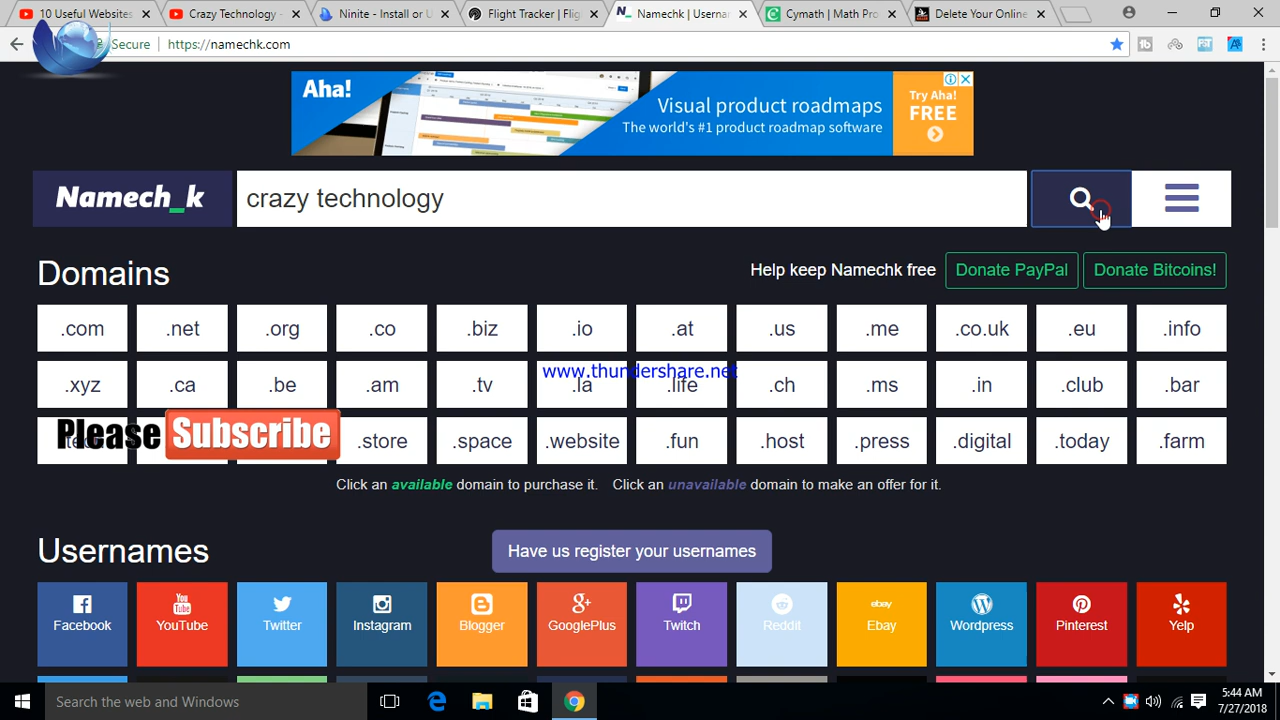 10 Useful Websites
Crazy Technology -
Ninite - Install or U
Flight Tracker | Flig
Namechk | Userna
Cymath | Math Pro
Delete Your Online
Secure
https://namechk.com
Aha!
Visual product roadmaps
The world's #1 product roadmap software
Try Aha!
FREE
Namech_k
crazy technology
Domains
Help keep Namechk free
Donate PayPal
Donate Bitcoins!
.com .net .org .co .biz .io .at .us .me .co.uk .eu .info
www.thundershare.net
.xyz .ca .be .am .tv .la .life .ch .ms .in .club .bar
Please Subscribe
.store .space .website .fun .host .press .digital .today .farm
Click an available domain to purchase it. Click an unavailable domain to make an offer for it.
Usernames
Have us register your usernames
You
Tube
ebay
Facebook YouTube Twitter Instagram Blogger GooglePlus Twitch Reddit Ebay Wordpress Pinterest Yelp
Search the web and Windows
5:44 AM
7/27/2018